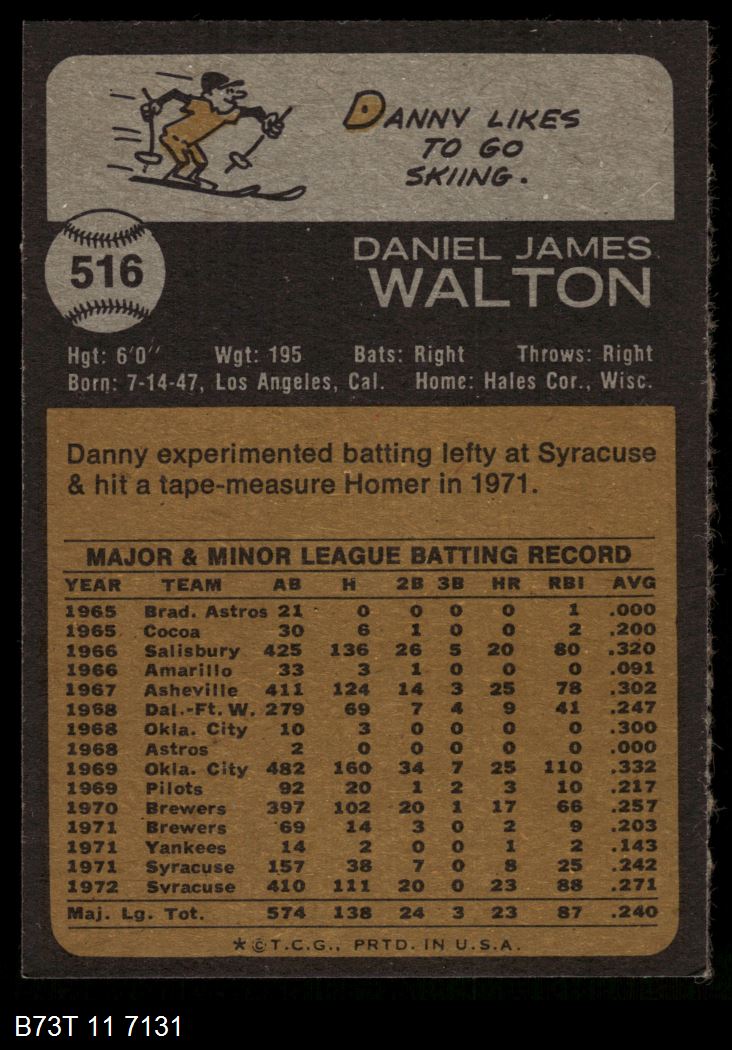 DANNY LIKES
TO GO
SKIING.
516
DANIEL JAMES
WALTON
Hgt: 6'0" Wgt: 195 Bats: Right Throws: Right
Born: 7-14-47, Los Angeles, Cal. Home: Hales Cor., Wisc.
Danny experimented batting lefty at Syracuse
& hit a tape-measure Homer in 1971.
MAJOR & MINOR LEAGUE BATTING RECORD
YEAR TEAM AB H 2B 3B HR RBI AVG
1965 Brad. Astros 21 0 0 0 0 1 .000
1965 Cocoa 30 6 1 0 0 2 .200
1966 Salisbury 425 136 26 5 20 80 .320
1966 Amarillo 33 3 1 0 0 0 .091
1967 Asheville 411 124 14 3 25 78 .302
1968 Dal.-Ft. W. 279 69 7 4 9 41 .247
1968 Okla. City 10 3 0 0 0 0 .300
1968 Astros 2 0 0 0 0 0 .000
1969 Okla. City 482 160 34 7 25 110 .332
1969 Pilots 92 20 1 2 3 10 .217
1970 Brewers 397 102 20 1 17 66 .257
1971 Brewers 69 14 3 0 2 9 .203
1971 Yankees 14 2 0 0 1 2 .143
1971 Syracuse 157 38 7 0 8 25 .242
1972 Syracuse 410 111 20 0 23 88 .271
Maj. Lg. Tot. 574 138 24 3 23 87 .240
*©T.C.G., PRTD. IN U.S.A.
B73T 11 7131